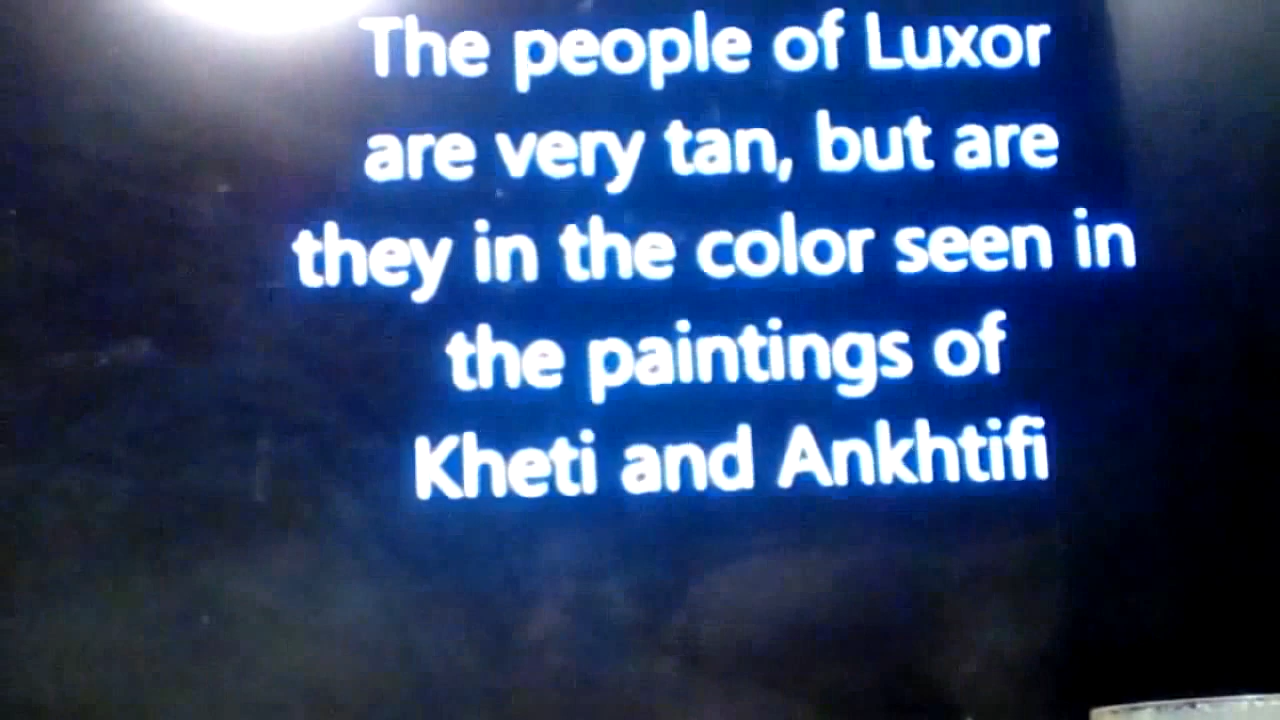 The people of Luxor
are very tan, but are
they in the color seen in
the paintings of
Kheti and Ankhtifi